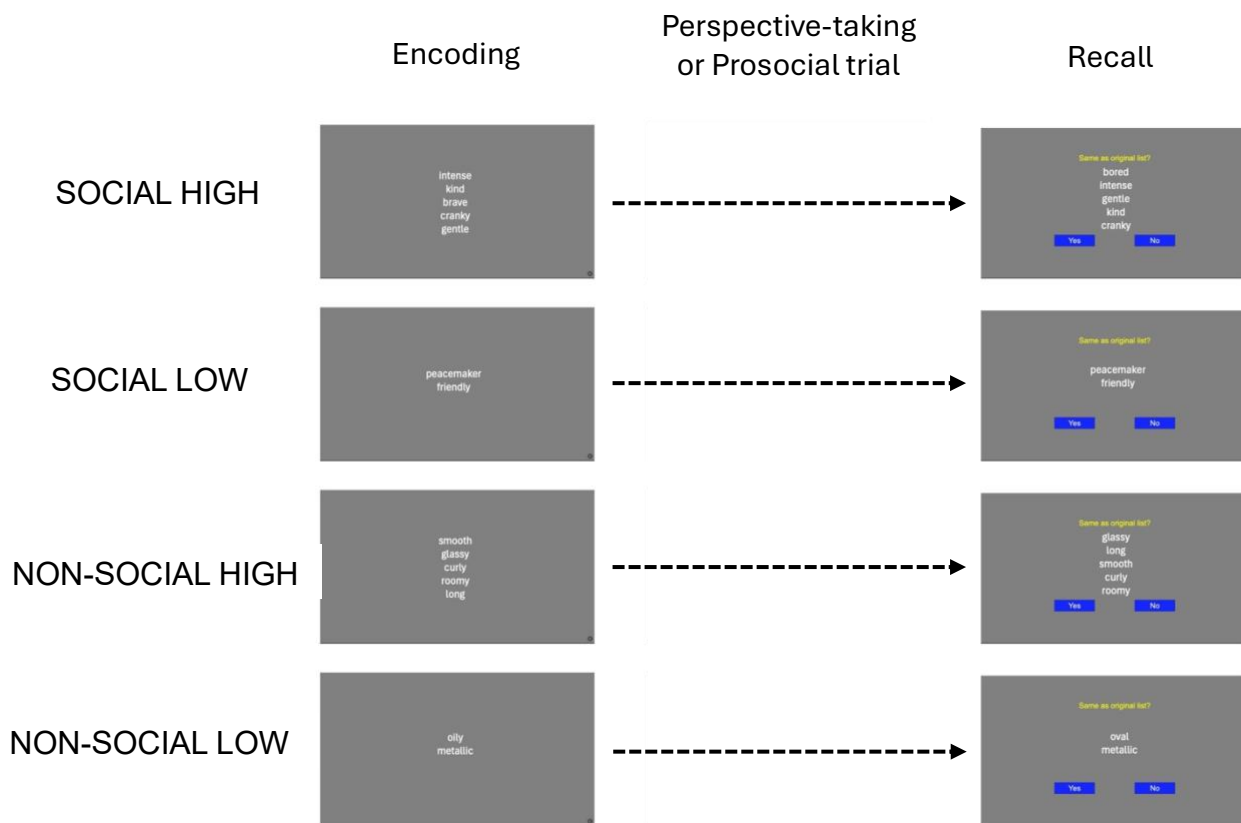 Encoding
Perspective-taking
or Prosocial trial
Recall
SOCIAL HIGH
intense
kind
brave
cranky
gentle
Same as original list?
bored
intense
gentle
kind
cranky
Yes No
SOCIAL LOW
peacemaker
friendly
Same as original list?
peacemaker
friendly
Yes No
NON-SOCIAL HIGH
smooth
glassy
curly
roomy
long
Same as original list?
glassy
long
smooth
curly
roomy
Yes No
NON-SOCIAL LOW
oily
metallic
Same as original list?
oval
metallic
Yes No